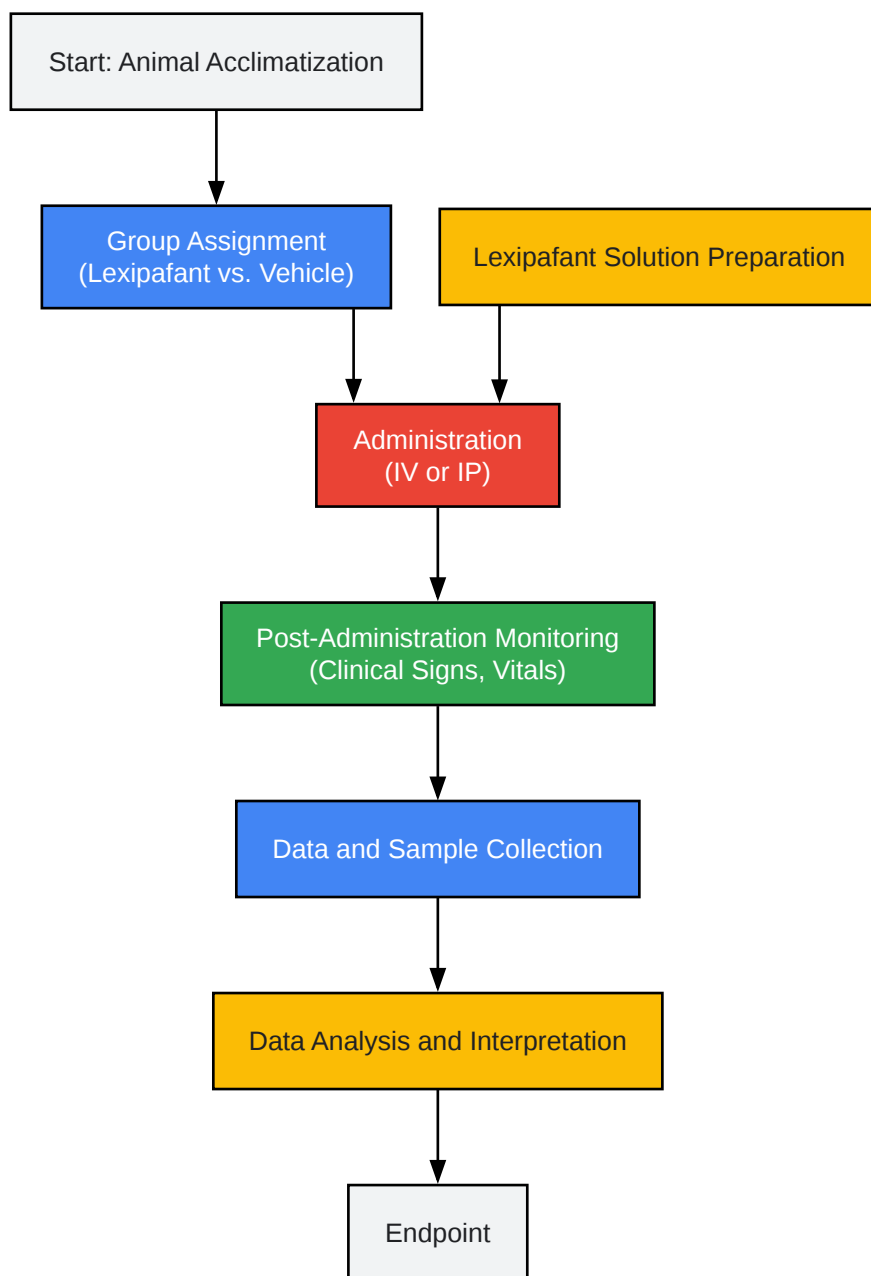 Start: Animal Acclimatization
Group Assignment
(Lexipafant vs. Vehicle)
Lexipafant Solution Preparation
Administration
(IV or IP)
Post-Administration Monitoring
(Clinical Signs, Vitals)
Data and Sample Collection
Data Analysis and Interpretation
Endpoint